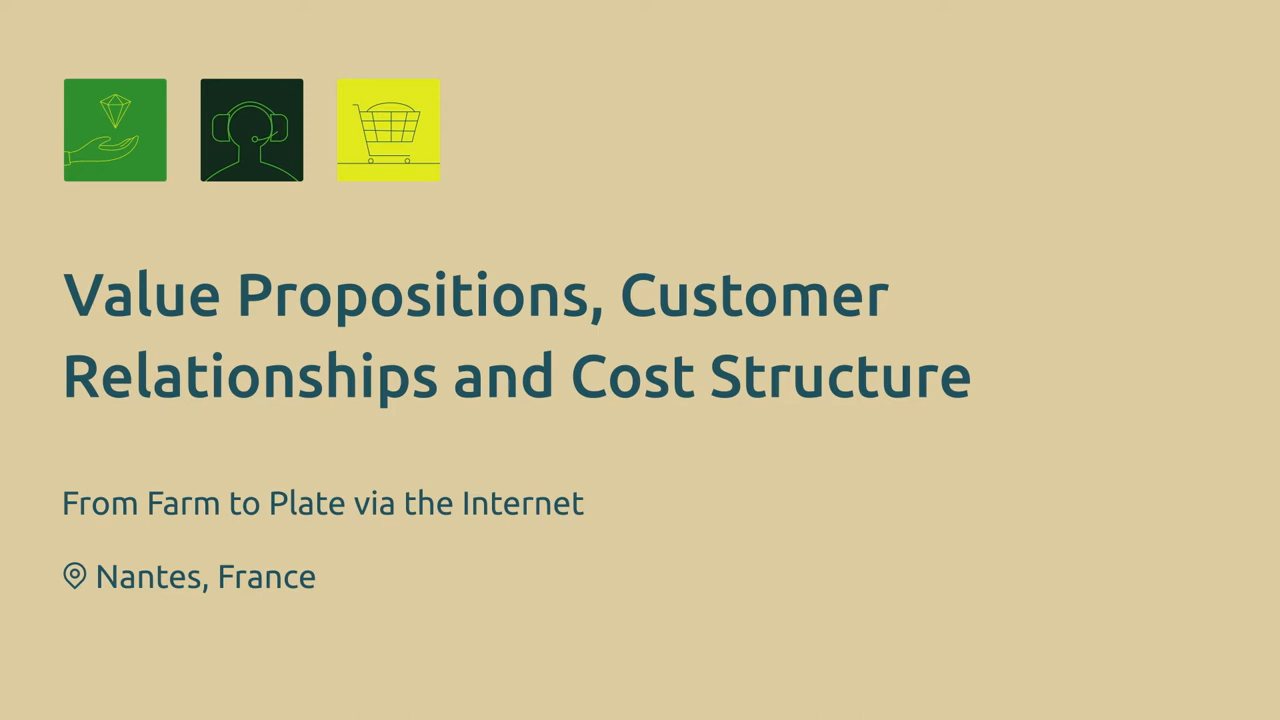 Value Propositions, Customer
Relationships and Cost Structure
From Farm to Plate via the Internet
Nantes, France